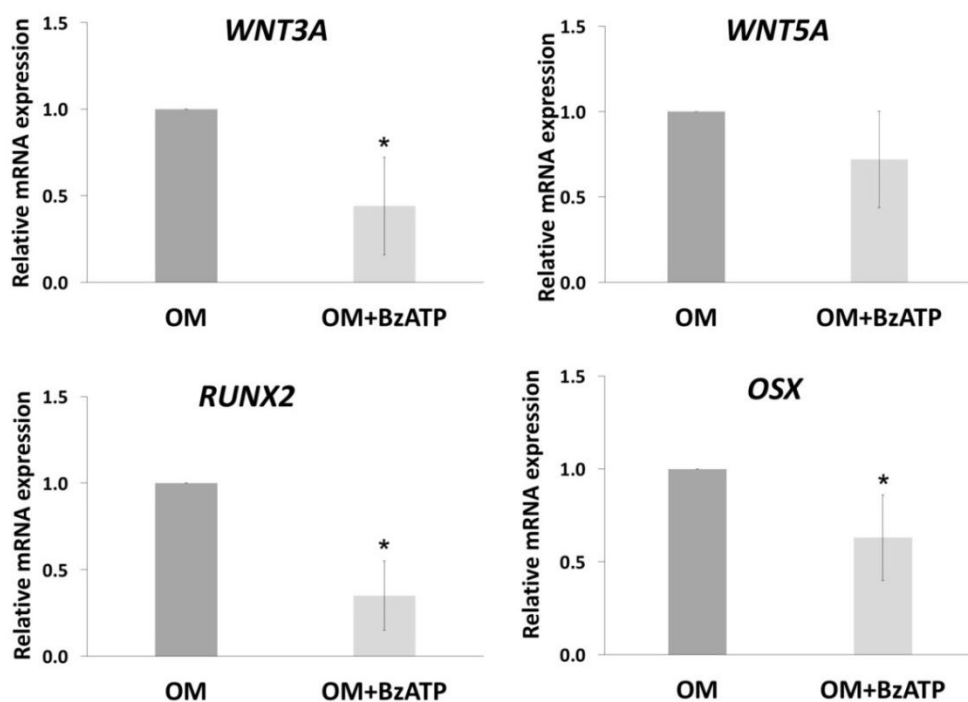 WNT3A
Relative mRNA expression
1.5
1.0
0.5
0.0
*
OM
OM+BzATP
WNT5A
Relative mRNA expression
1.5
1.0
0.5
0.0
OM
OM+BzATP
RUNX2
Relative mRNA expression
1.5
1.0
0.5
0.0
*
OM
OM+BzATP
OSX
Relative mRNA expression
1.5
1.0
0.5
0.0
*
OM
OM+BzATP